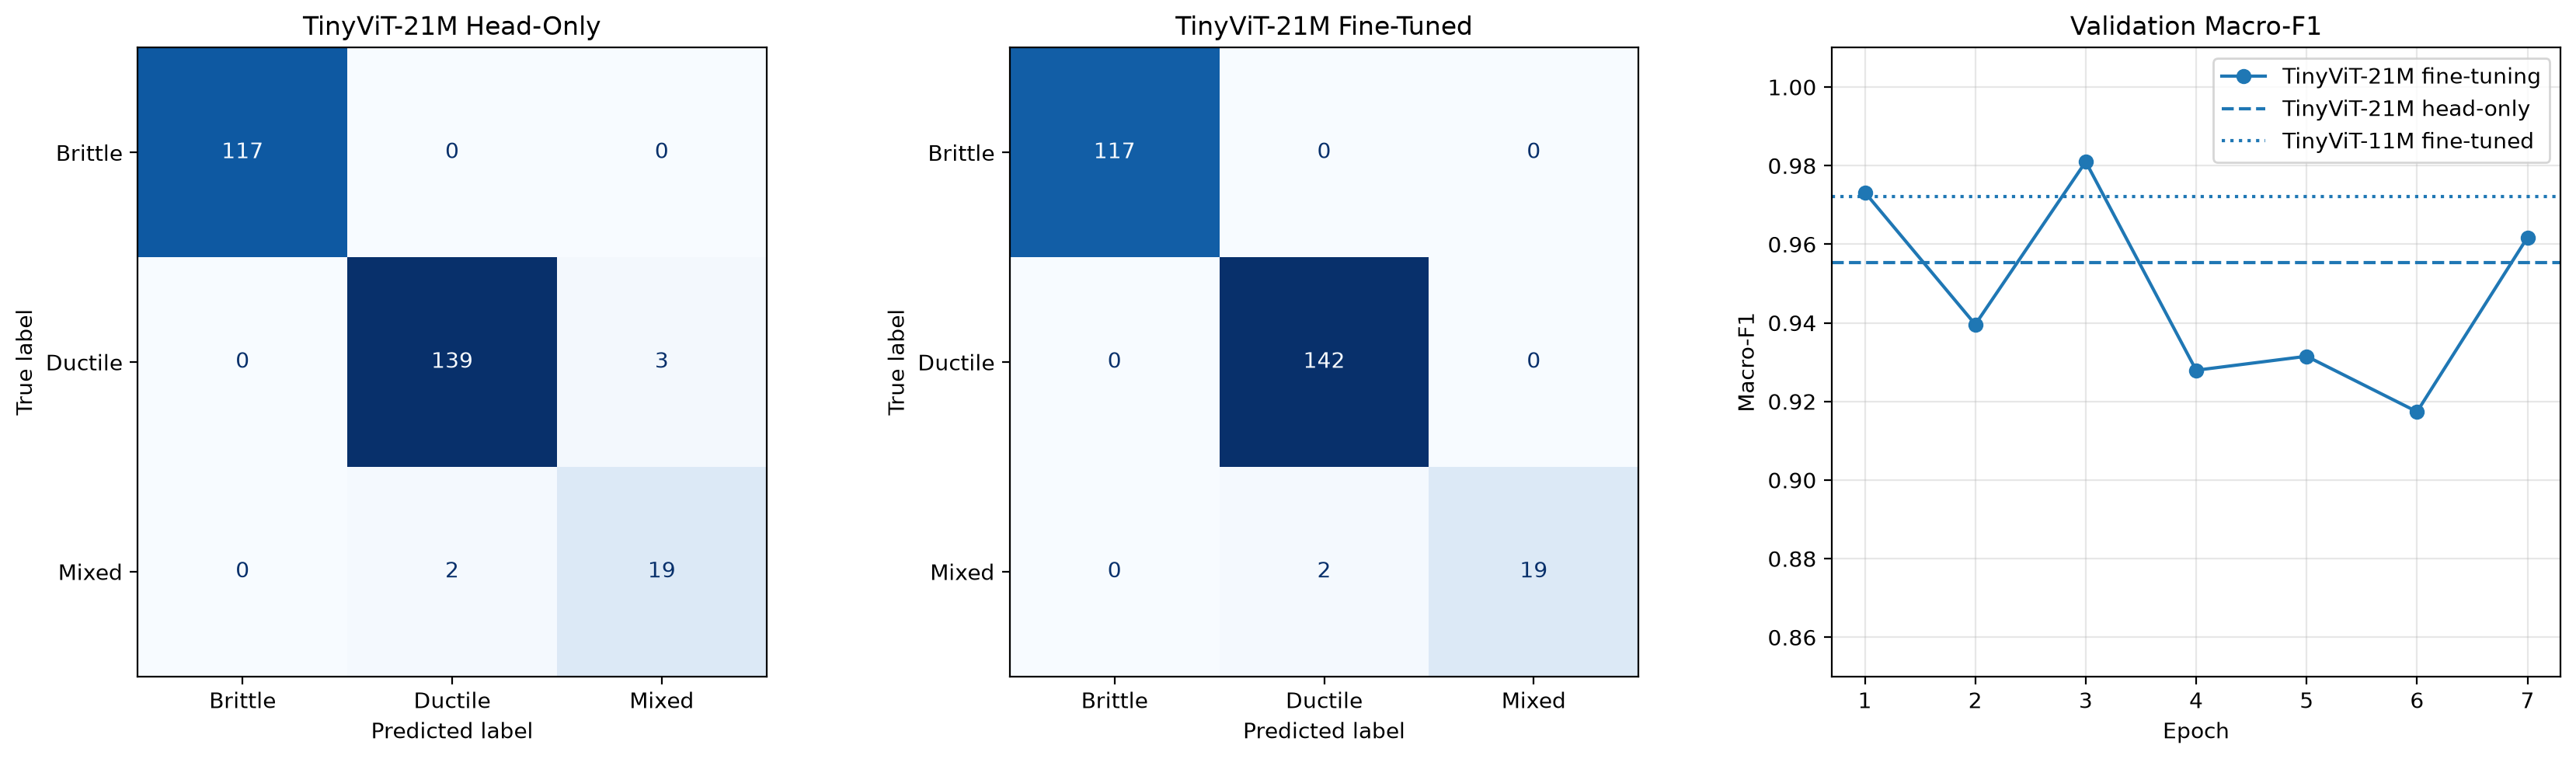 TinyViT-21M Head-Only
Brittle
Ductile
Mixed
True label
117 0 0
0 139 3
0 2 19
Brittle Ductile Mixed
Predicted label
TinyViT-21M Fine-Tuned
Brittle
Ductile
Mixed
True label
117 0 0
0 142 0
0 2 19
Brittle Ductile Mixed
Predicted label
Validation Macro-F1
TinyViT-21M fine-tuning
TinyViT-21M head-only
TinyViT-11M fine-tuned
Macro-F1
1.00
0.98
0.96
0.94
0.92
0.90
0.88
0.86
1 2 3 4 5 6 7
Epoch